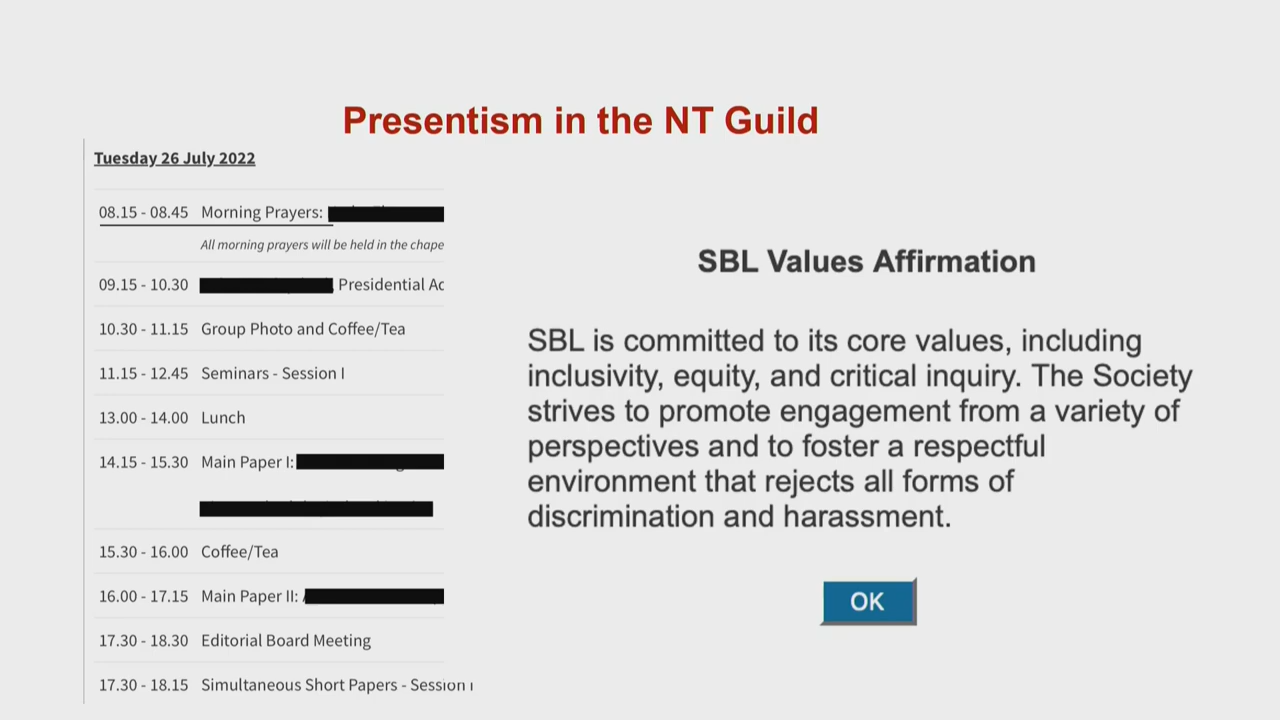 Presentism in the NT Guild
Tuesday 26 July 2022
08.15 - 08.45 Morning Prayers:
All morning prayers will be held in the chape
09.15 - 10.30 Presidential Ac
10.30 - 11.15 Group Photo and Coffee/Tea
11.15 - 12.45 Seminars - Session I
13.00 - 14.00 Lunch
14.15 - 15.30 Main Paper I:
15.30 - 16.00 Coffee/Tea
16.00 - 17.15 Main Paper II:
17.30 - 18.30 Editorial Board Meeting
17.30 - 18.15 Simultaneous Short Papers - Session
SBL Values Affirmation
SBL is committed to its core values, including
inclusivity, equity, and critical inquiry. The Society
strives to promote engagement from a variety of
perspectives and to foster a respectful
environment that rejects all forms of
discrimination and harassment.
OK